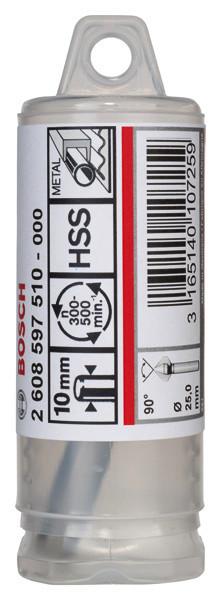 BOSCH
2 608 597 510 - 000
METAL
HSS
n
300-
500
min.-1
10 mm
3 165140 107259
90°
Ø
25,0
mm